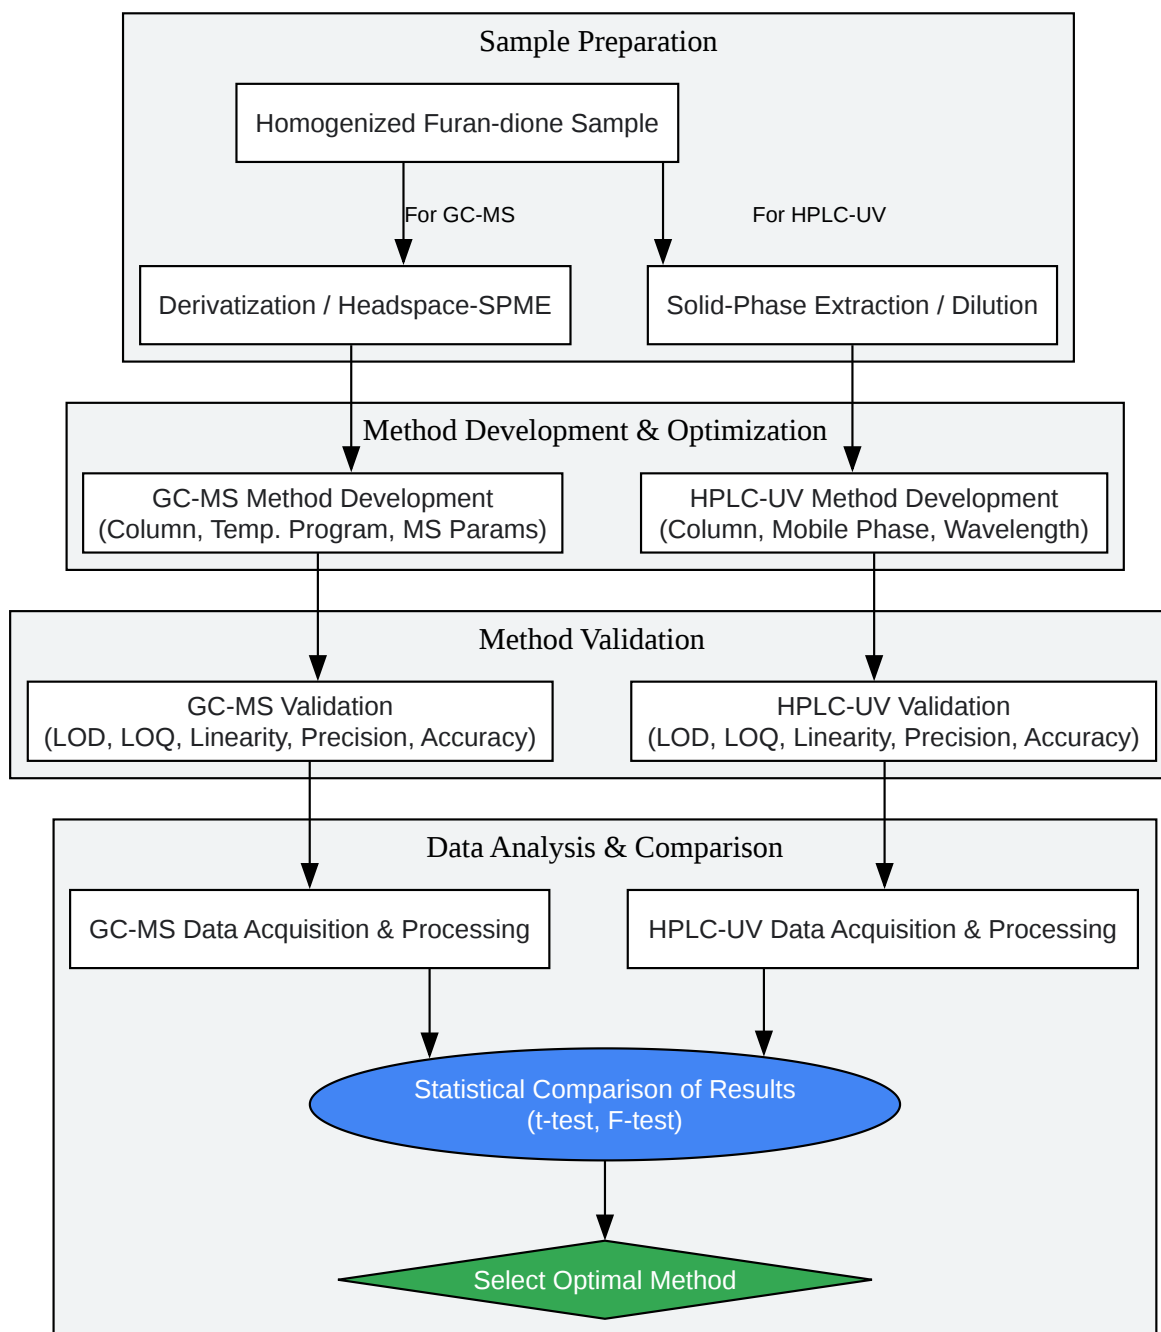 Sample Preparation
Homogenized Furan-dione Sample
For GC-MS
For HPLC-UV
Derivatization / Headspace-SPME
Solid-Phase Extraction / Dilution
Method Development & Optimization
GC-MS Method Development
(Column, Temp. Program, MS Params)
HPLC-UV Method Development
(Column, Mobile Phase, Wavelength)
Method Validation
GC-MS Validation
(LOD, LOQ, Linearity, Precision, Accuracy)
HPLC-UV Validation
(LOD, LOQ, Linearity, Precision, Accuracy)
Data Analysis & Comparison
GC-MS Data Acquisition & Processing
HPLC-UV Data Acquisition & Processing
Statistical Comparison of Results
(t-test, F-test)
Select Optimal Method